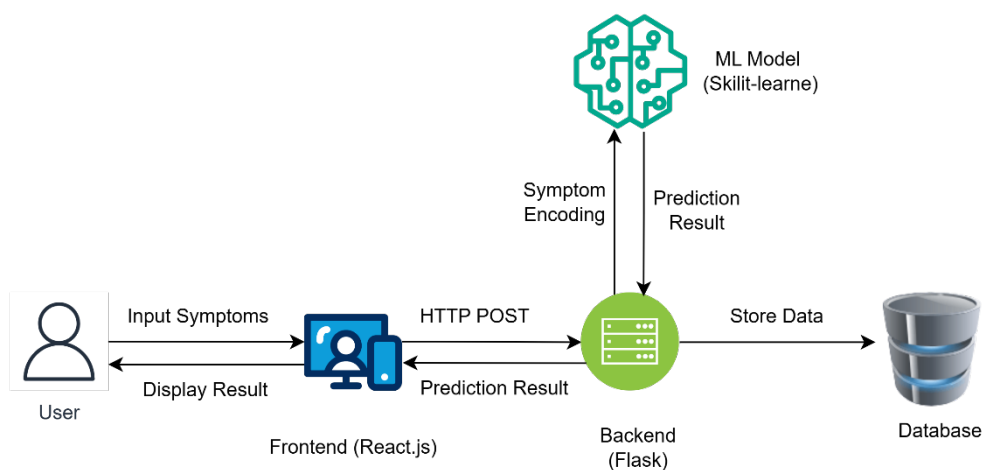 ML Model
(Skilit-learne)
Symptom
Encoding
Prediction
Result
Input Symptoms
HTTP POST
Store Data
Display Result
Prediction Result
User
Frontend (React.js)
Backend
(Flask)
Database